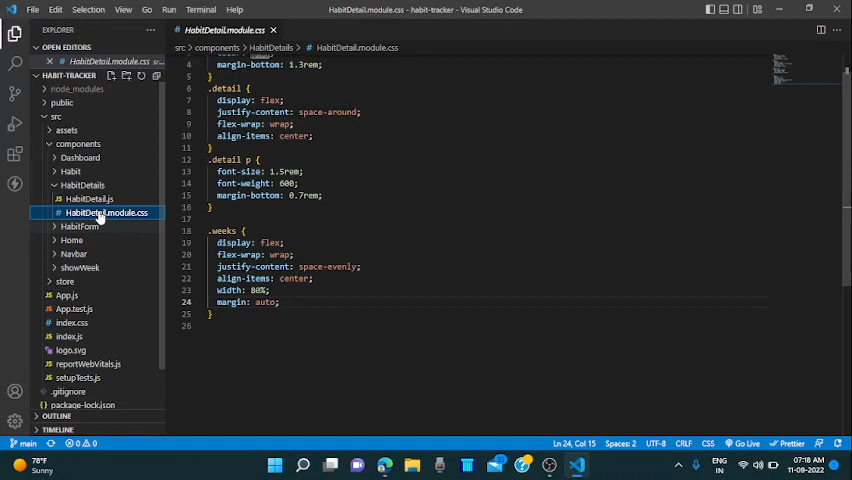 File Edit Selection View Go Run Terminal Help
HabitDetail.module.css - habit-tracker - Visual Studio Code
EXPLORER
OPEN EDITORS
HabitDetail.module.css src...
HABIT-TRACKER
node_modules
public
src
assets
components
Dashboard
Habit
HabitDetails
HabitDetail.js
HabitDetail.module.css
HabitForm
Home
Navbar
showWeek
store
App.js
App.test.js
index.css
index.js
logo.svg
reportWebVitals.js
setupTests.js
.gitignore
package-lock.json
OUTLINE
TIMELINE
HabitDetail.module.css
src > components > HabitDetails > # HabitDetail.module.css
4 margin-bottom: 1.3rem;
5 }
6 .detail {
7 display: flex;
8 justify-content: space-around;
9 flex-wrap: wrap;
10 align-items: center;
11 }
12 .detail p {
13 font-size: 1.5rem;
14 font-weight: 600;
15 margin-bottom: 0.7rem;
16 }
17
18 .weeks {
19 display: flex;
20 flex-wrap: wrap;
21 justify-content: space-evenly;
22 align-items: center;
23 width: 80%;
24 margin: auto;
25 }
26
main 0 0 Ln 24, Col 15 Spaces: 2 UTF-8 CRLF CSS Go Live Prettier
78°F
Sunny
ENG
IN
07:18 AM
11-09-2022